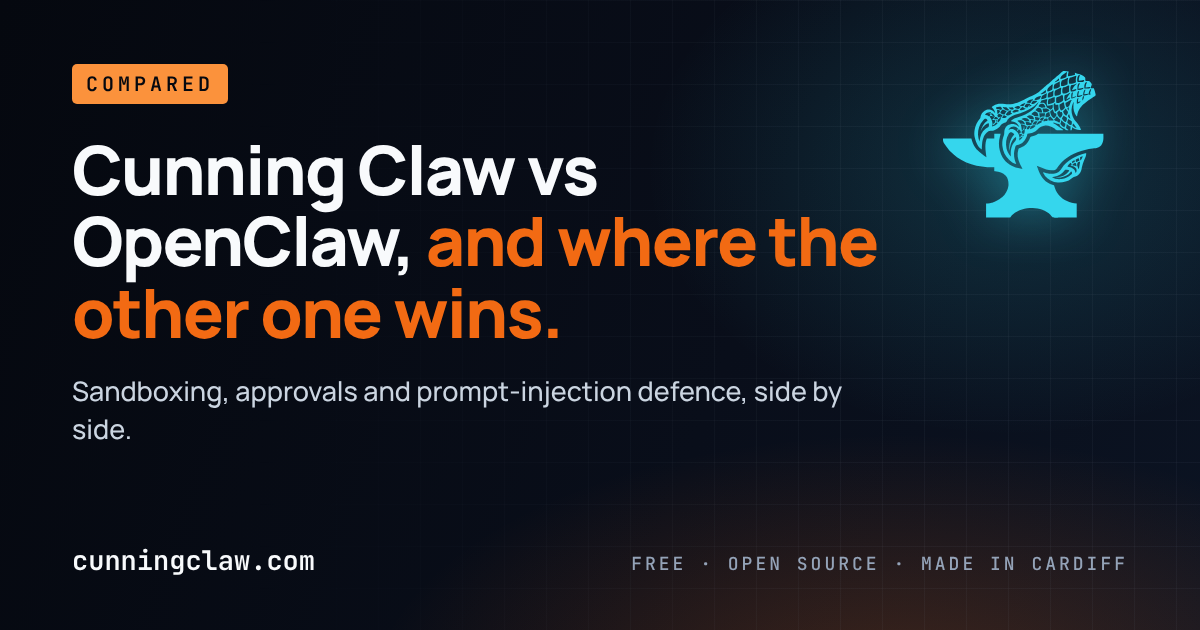 COMPARED
Cunning Claw vs
OpenClaw, and where the
other one wins.
Sandboxing, approvals and prompt-injection defence, side by
side.
cunningclaw.com
FREE · OPEN SOURCE · MADE IN CARDIFF